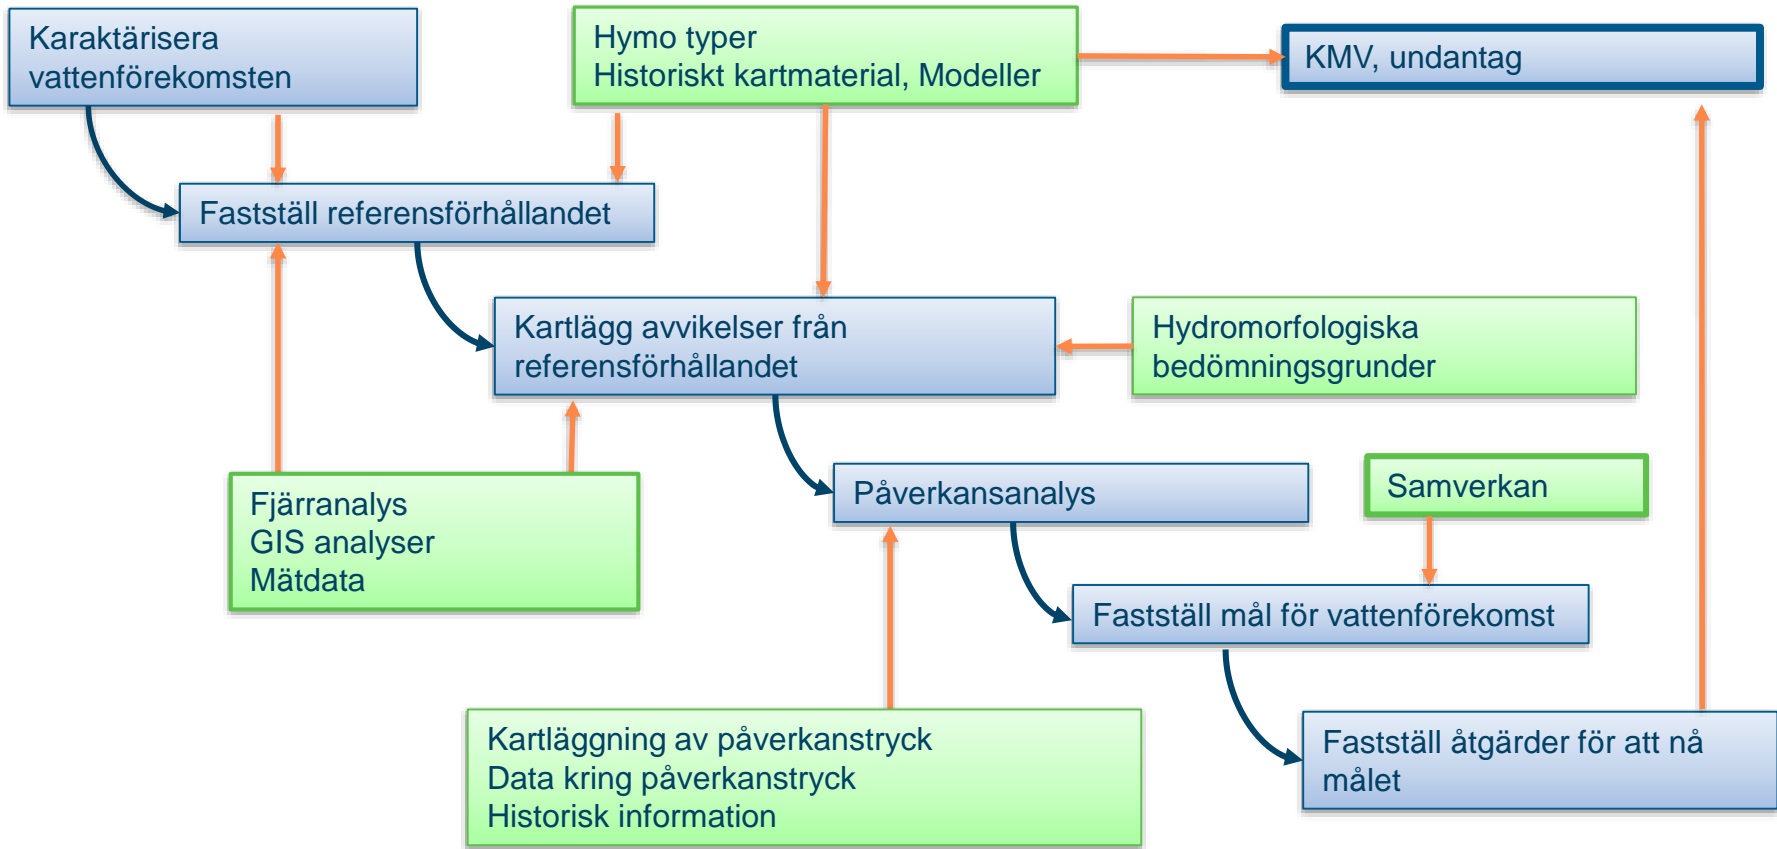 Karaktärisera
vattenförekomsten
Hymo typer
Historiskt kartmaterial, Modeller
KMV, undantag
Fastställ referensförhållandet
Kartlägg avvikelser från
referensförhållandet
Hydromorfologiska
bedömningsgrunder
Fjärranalys
GIS analyser
Mätdata
Påverkansanalys
Samverkan
Fastställ mål för vattenförekomst
Kartläggning av påverkanstryck
Data kring påverkanstryck
Historisk information
Fastställ åtgärder för att nå
målet